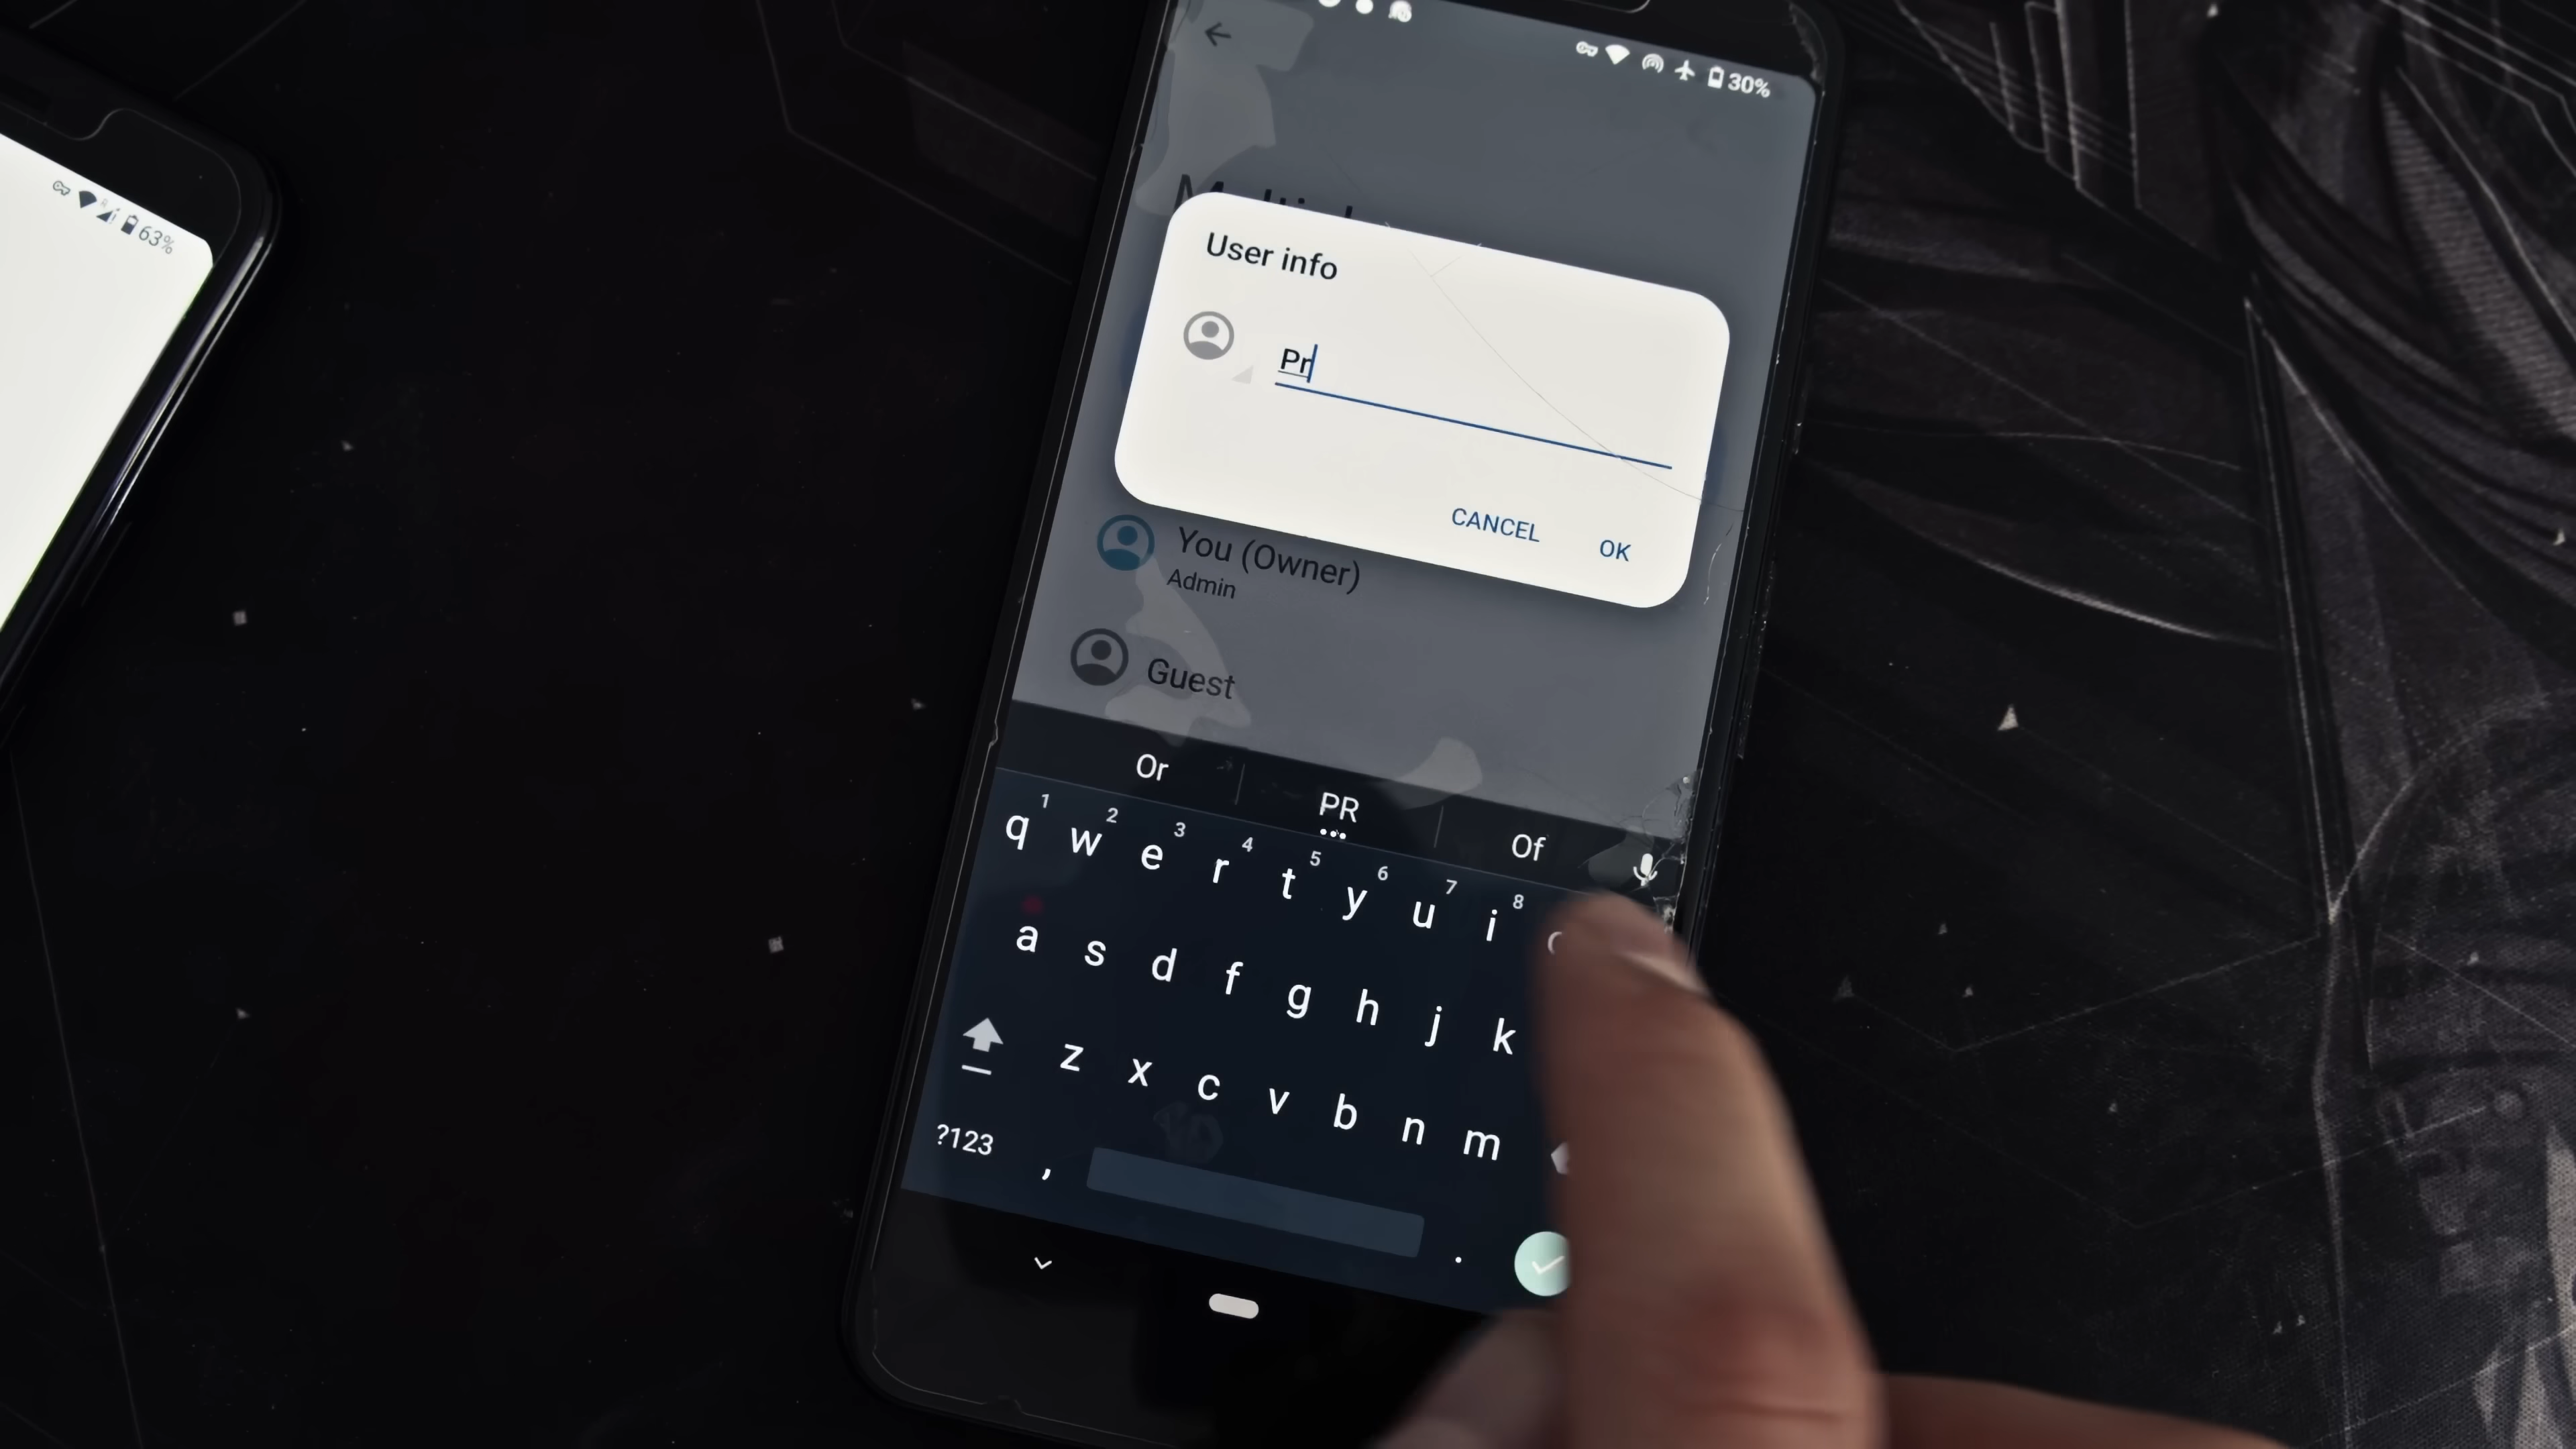 30%
63%
User info
Pr
CANCEL OK
You (Owner)
Admin
Guest
Or PR Of
1 2 3 4 5 6 7 8
q w e r t y u i
a s d f g h j k
z x c v b n m
?123 , .